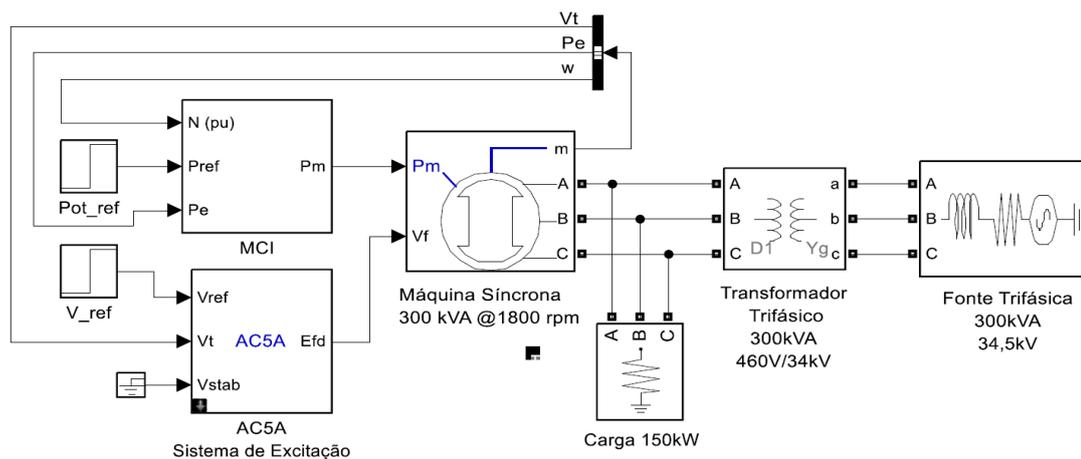 Vt
Pe
w
N (pu)
Pref
Pe
Pm
MCI
Pot_ref
V_ref
Vref
Vt
Vstab
AC5A
Efd
AC5A
Sistema de Excitação
Pm
Vf
m
A
B
C
Máquina Síncrona
300 kVA @1800 rpm
A
B
C
Carga 150kW
A
B
C
a
b
c
D1
Yg
Transformador
Trifásico
300kVA
460V/34kV
A
B
C
Fonte Trifásica
300kVA
34,5kV